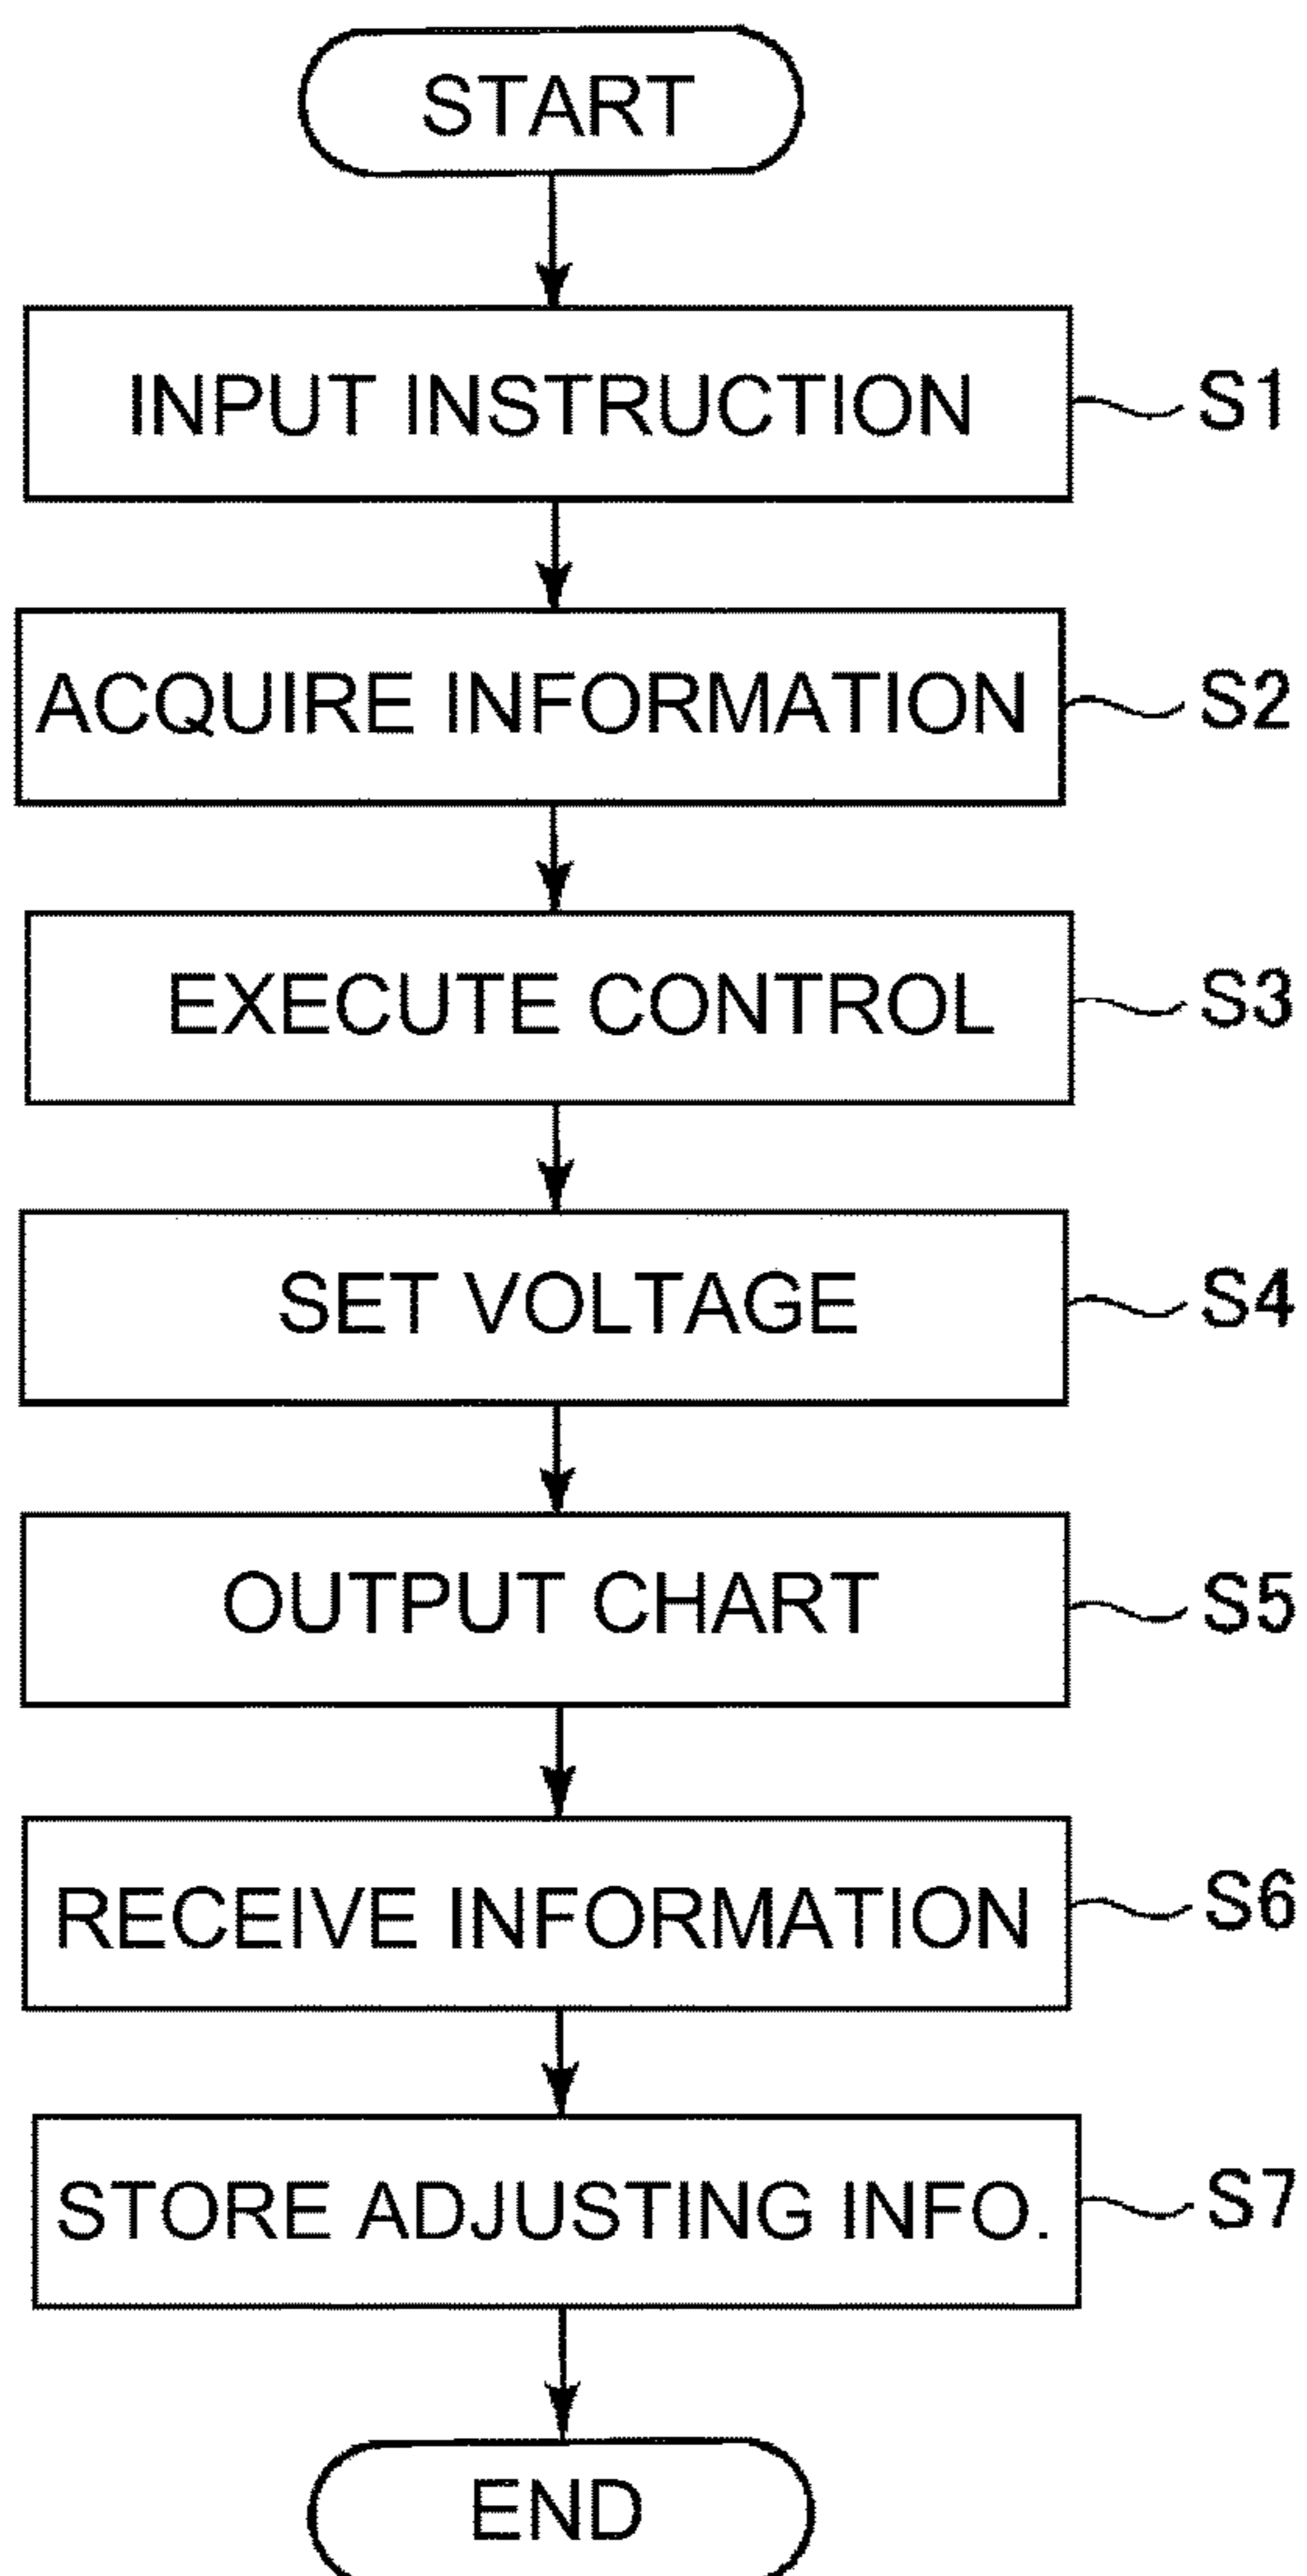 START
INPUT INSTRUCTION S1
ACQUIRE INFORMATION S2
EXECUTE CONTROL S3
SET VOLTAGE S4
OUTPUT CHART S5
RECEIVE INFORMATION S6
STORE ADJUSTING INFO. S7
END